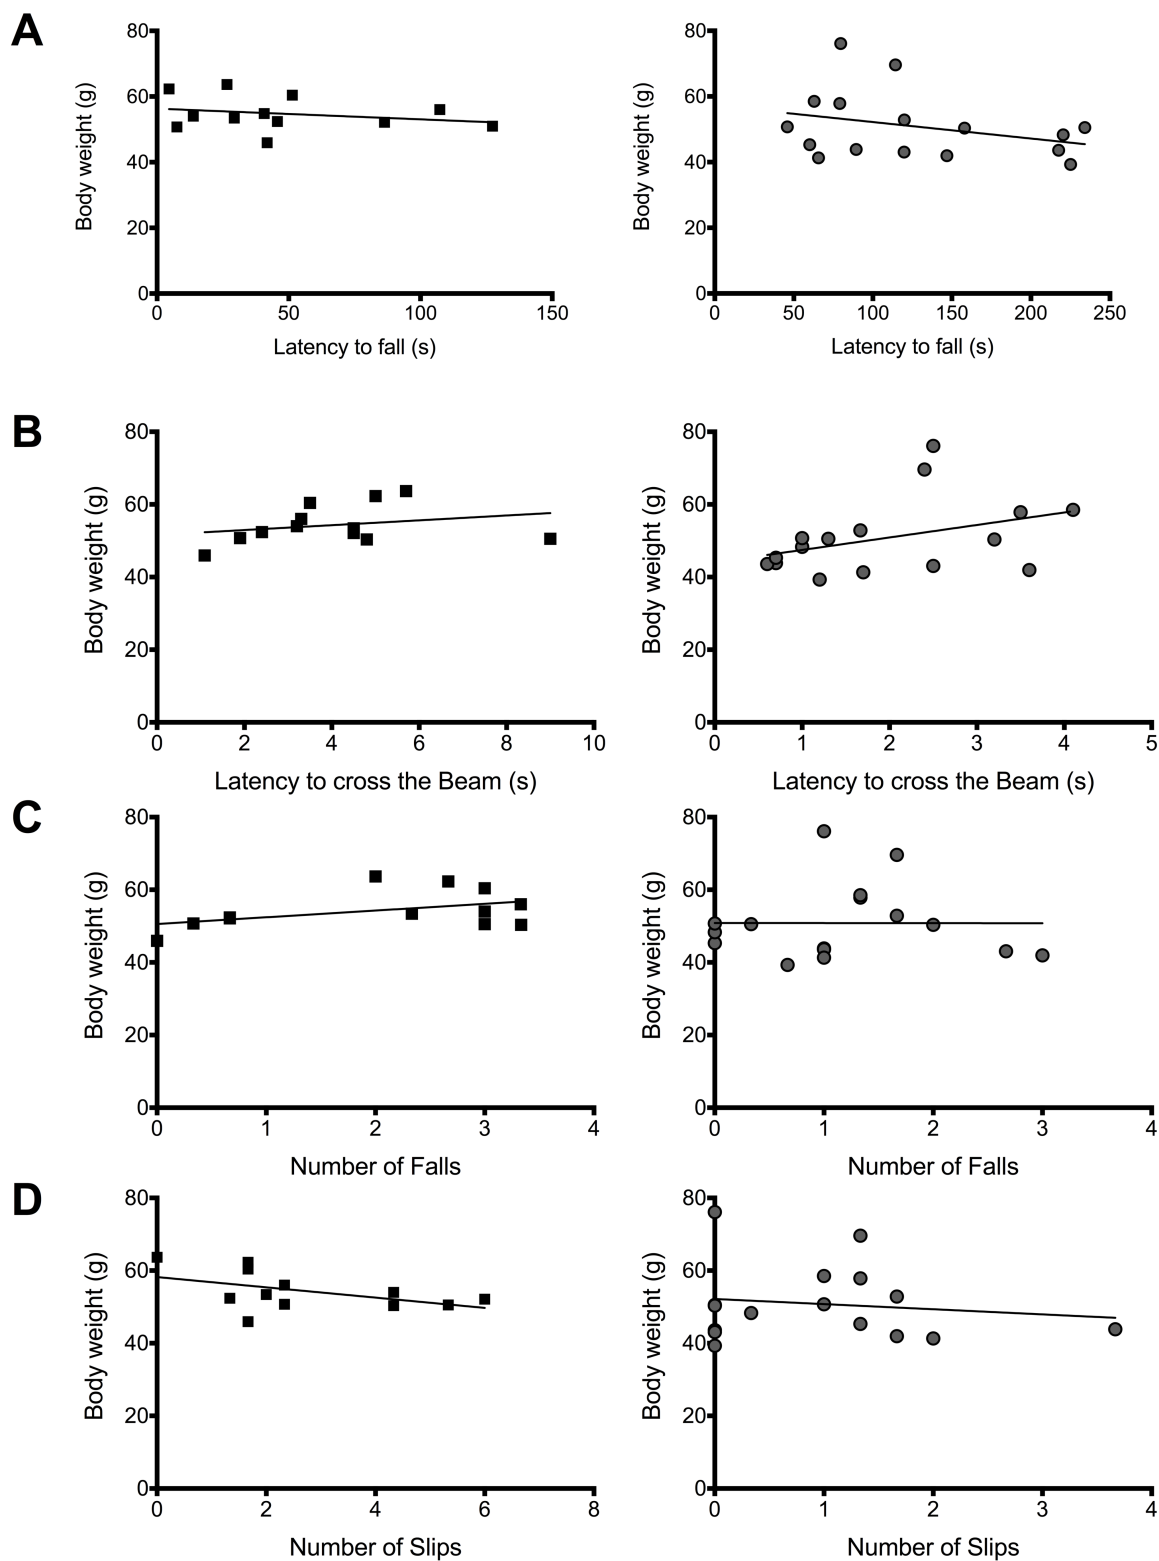 A
80
60
40
20
0
Body weight (g)
0 50 100 150
Latency to fall (s)
80
60
40
20
0
Body weight (g)
0 50 100 150 200 250
Latency to fall (s)
B
80
60
40
20
0
Body weight (g)
0 2 4 6 8 10
Latency to cross the Beam (s)
80
60
40
20
0
Body weight (g)
0 1 2 3 4 5
Latency to cross the Beam (s)
C
80
60
40
20
0
Body weight (g)
0 1 2 3 4
Number of Falls
80
60
40
20
0
Body weight (g)
0 1 2 3 4
Number of Falls
D
80
60
40
20
0
Body weight (g)
0 2 4 6 8
Number of Slips
80
60
40
20
0
Body weight (g)
0 1 2 3 4
Number of Slips